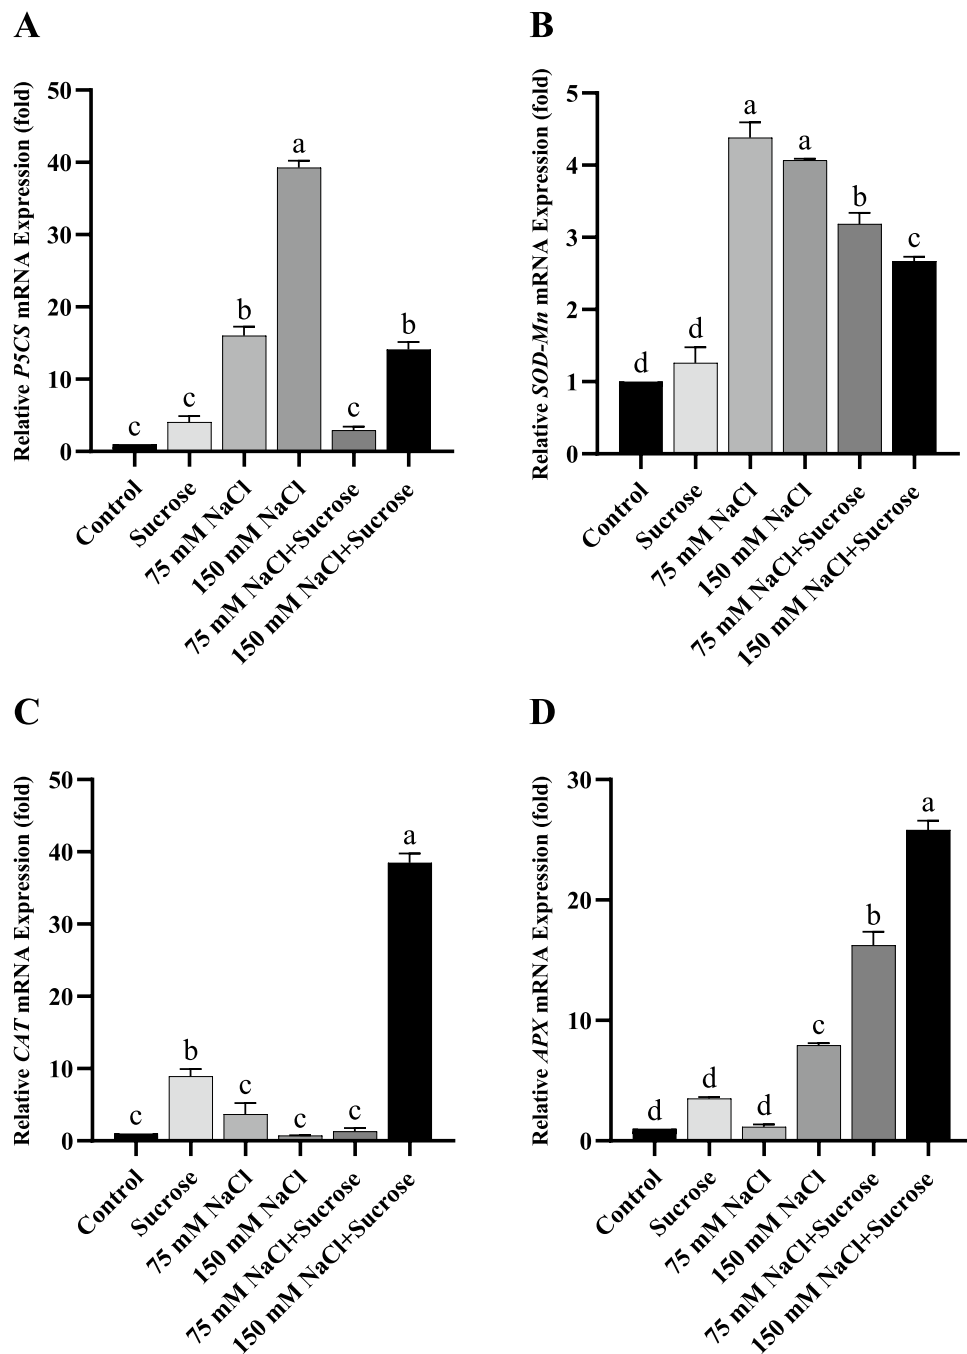 A
Relative P5CS mRNA Expression (fold)
50
40
30
20
10
0
c
c
b
a
c
b
Control
Sucrose
75 mM NaCl
150 mM NaCl
75 mM NaCl+Sucrose
150 mM NaCl+Sucrose
B
Relative SOD-Mn mRNA Expression (fold)
5
4
3
2
1
0
d
d
a
a
b
c
Control
Sucrose
75 mM NaCl
150 mM NaCl
75 mM NaCl+Sucrose
150 mM NaCl+Sucrose
C
Relative CAT mRNA Expression (fold)
50
40
30
20
10
0
c
b
c
c
c
a
Control
Sucrose
75 mM NaCl
150 mM NaCl
75 mM NaCl+Sucrose
150 mM NaCl+Sucrose
D
Relative APX mRNA Expression (fold)
30
20
10
0
d
d
d
c
b
a
Control
Sucrose
75 mM NaCl
150 mM NaCl
75 mM NaCl+Sucrose
150 mM NaCl+Sucrose